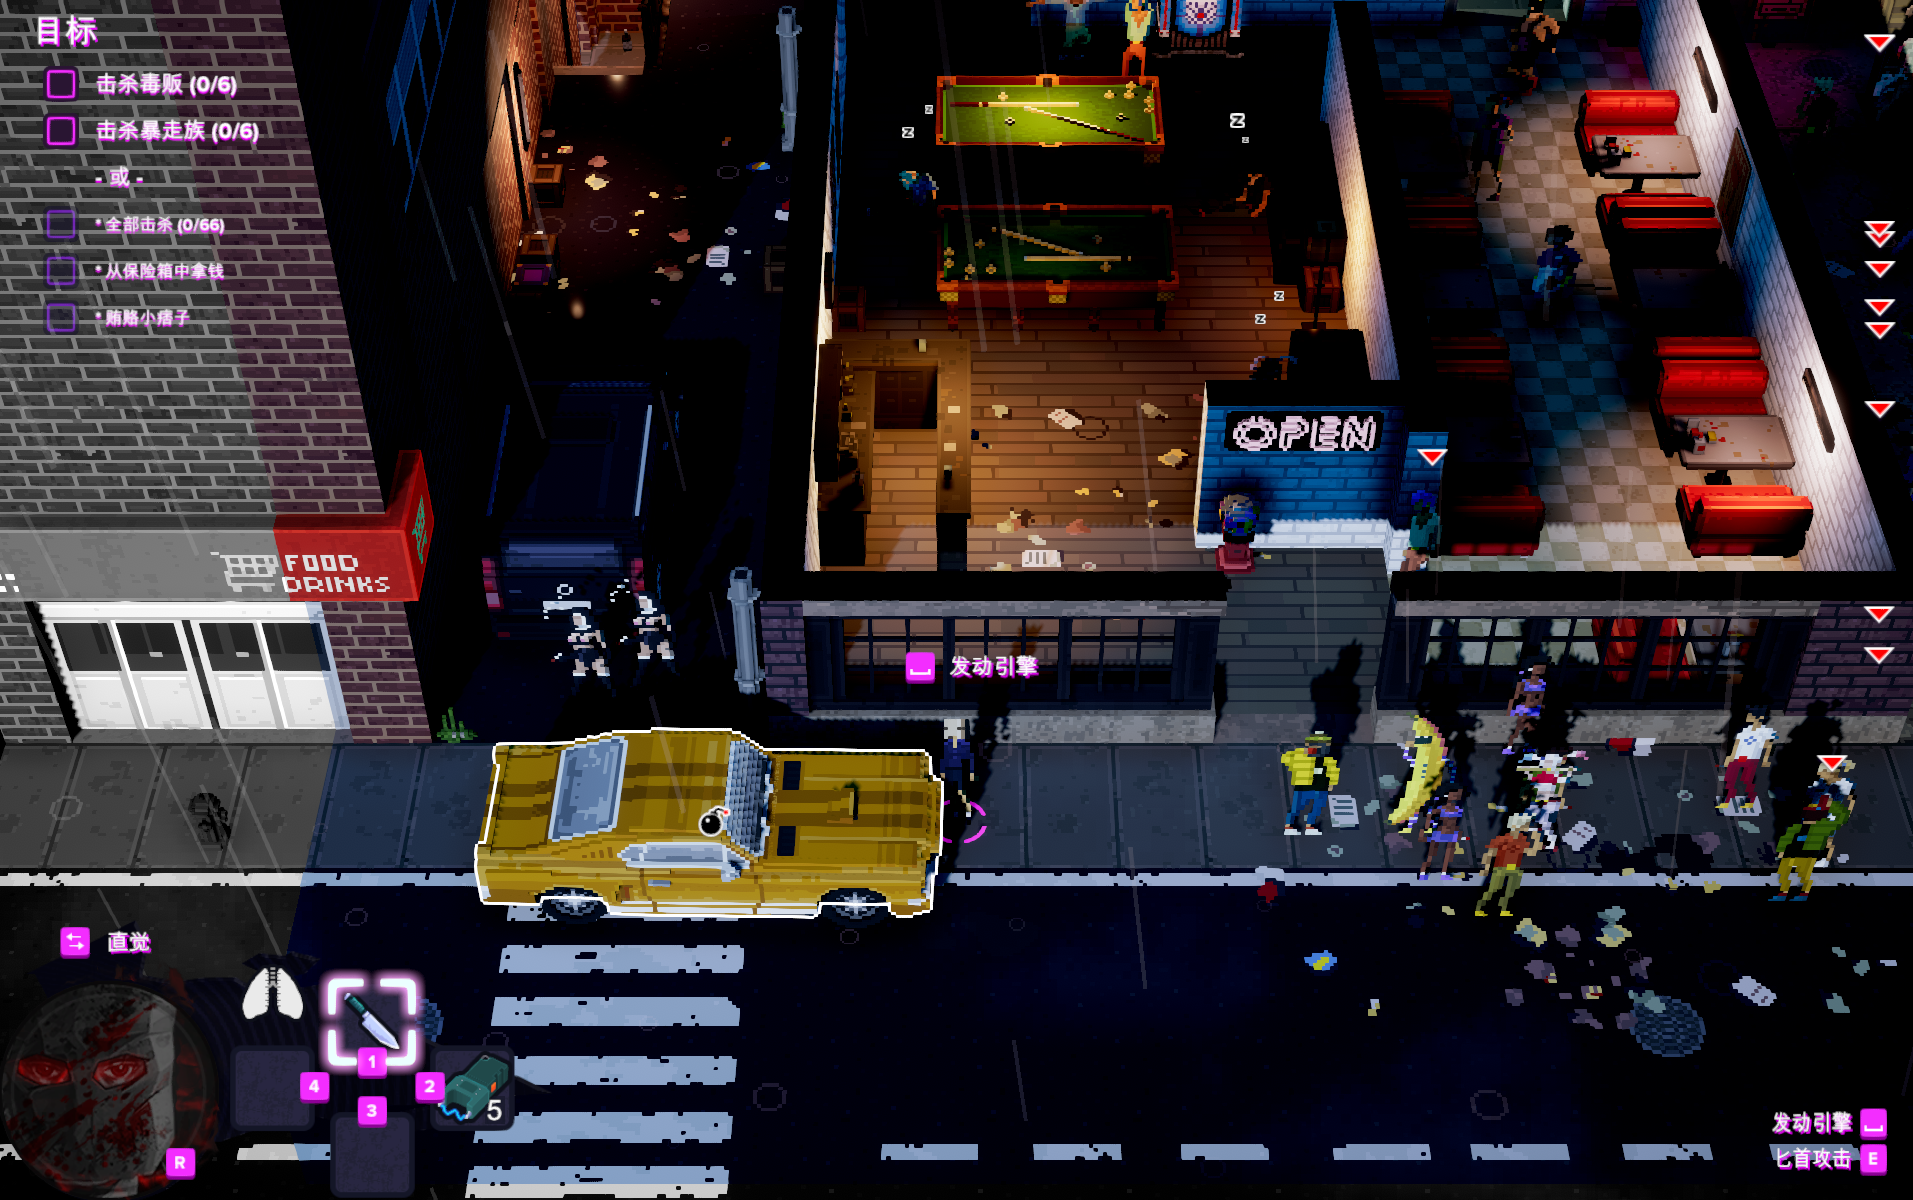 目标
击杀毒贩 (0/6)
击杀暴走族 (0/6)
- 或 -
* 全部击杀 (0/66)
* 从保险箱中拿钱
* 贿赂小痞子
z
z
z
z
z
z
OPEN
FOOD
DRINKS
发动引擎
直觉
1
4
2
3
5
R
发动引擎
匕首攻击 E